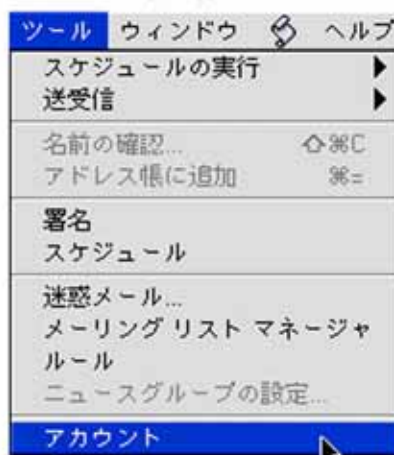 ツール ウィンドウ ヘルプ
スケジュールの実行
送受信
名前の確認... ⇧⌘C
アドレス帳に追加 ⌘=
署名
スケジュール
迷惑メール...
メーリング リスト マネージャ
ルール
ニュースグループの設定...
アカウント